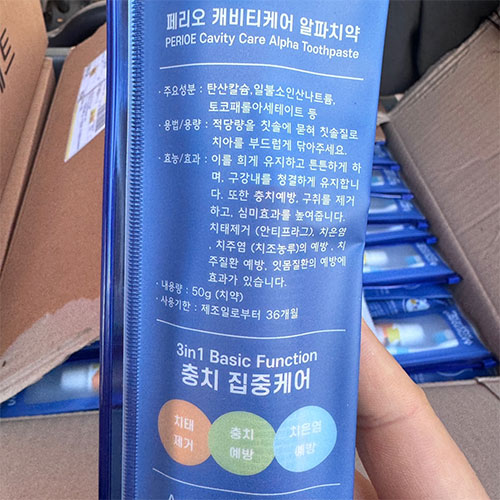 페리오 캐비티케어 알파치약
PERIOE Cavity Care Alpha Toothpaste
· 주요성분 : 탄산칼슘,일불소인산나트륨,
토코페롤아세테이트 등
· 용법/용량 : 적당량을 칫솔에 묻혀 칫솔질로
치아를 부드럽게 닦아주세요.
· 효능/효과 : 이를 희게 유지하고 튼튼하게 하
며, 구강내를 청결하게 유지합니
다. 또한 충치예방, 구취를 제거
하고, 심미효과를 높여줍니다.
치태제거 (안티프라그), 치은염
, 치주염 (치조농루)의 예방 , 치
주질환 예방, 잇몸질환의 예방에
효과가 있습니다.
· 내용량 : 50g (치약)
· 사용기한 : 제조일로부터 36개월
3in1 Basic Function
충치 집중케어
치태
제거
충치
예방
치은염
예방